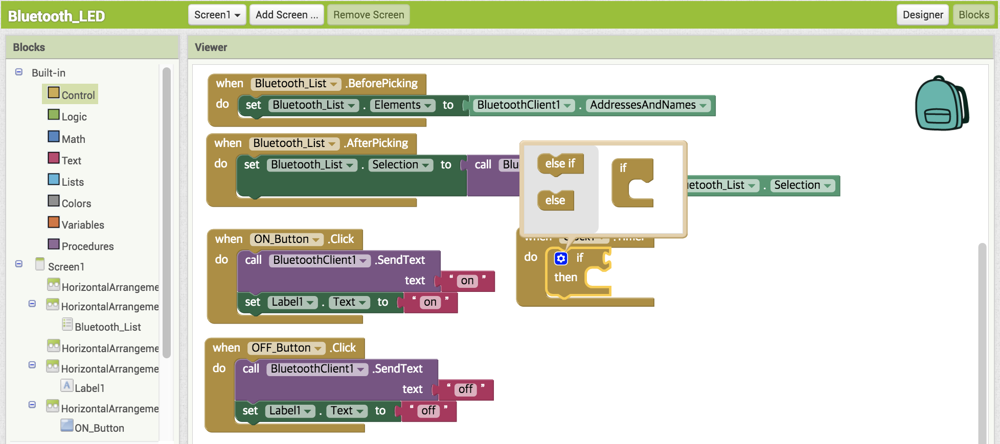 Bluetooth_LED
Screen1
Add Screen ...
Remove Screen
Designer
Blocks
Blocks
Viewer
Built-in
Control
Logic
Math
Text
Lists
Colors
Variables
Procedures
Screen1
HorizontalArrangeme
HorizontalArrangeme
Bluetooth_List
HorizontalArrangeme
HorizontalArrangeme
Label1
HorizontalArrangeme
ON_Button
when Bluetooth_List .BeforePicking
do set Bluetooth_List . Elements to BluetoothClient1 . AddressesAndNames
when Bluetooth_List .AfterPicking
do set Bluetooth_List . Selection to call Blu
uetooth_List . Selection
else if
else
if
when ON_Button .Click
do call BluetoothClient1 .SendText
text " on "
set Label1 . Text to " on "
when Clock1 .Timer
do if
then
when OFF_Button .Click
do call BluetoothClient1 .SendText
text " off "
set Label1 . Text to " off "